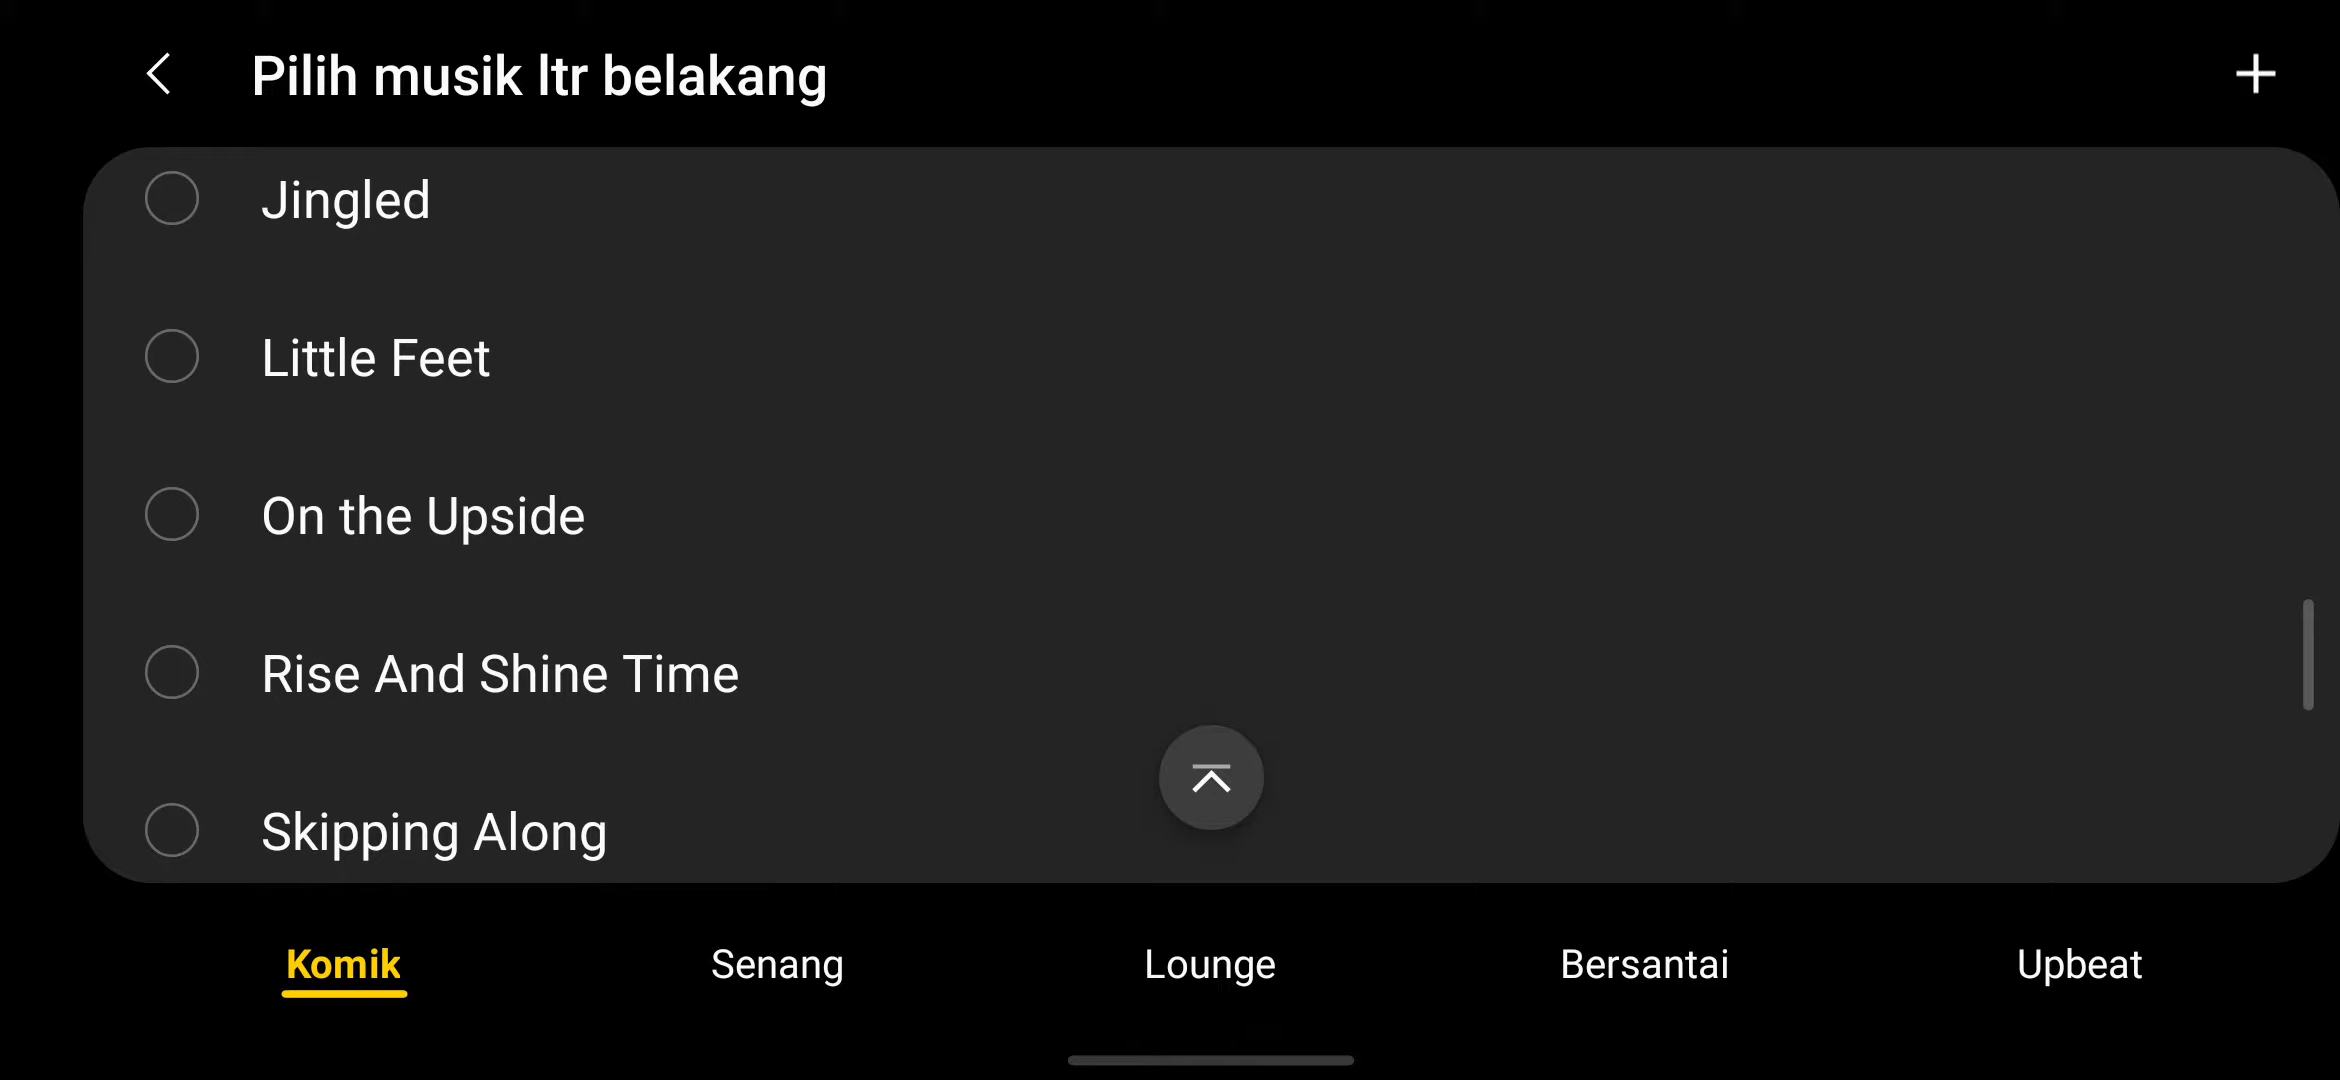 Pilih musik ltr belakang
Jingled
Little Feet
On the Upside
Rise And Shine Time
Skipping Along
Komik
Senang
Lounge
Bersantai
Upbeat